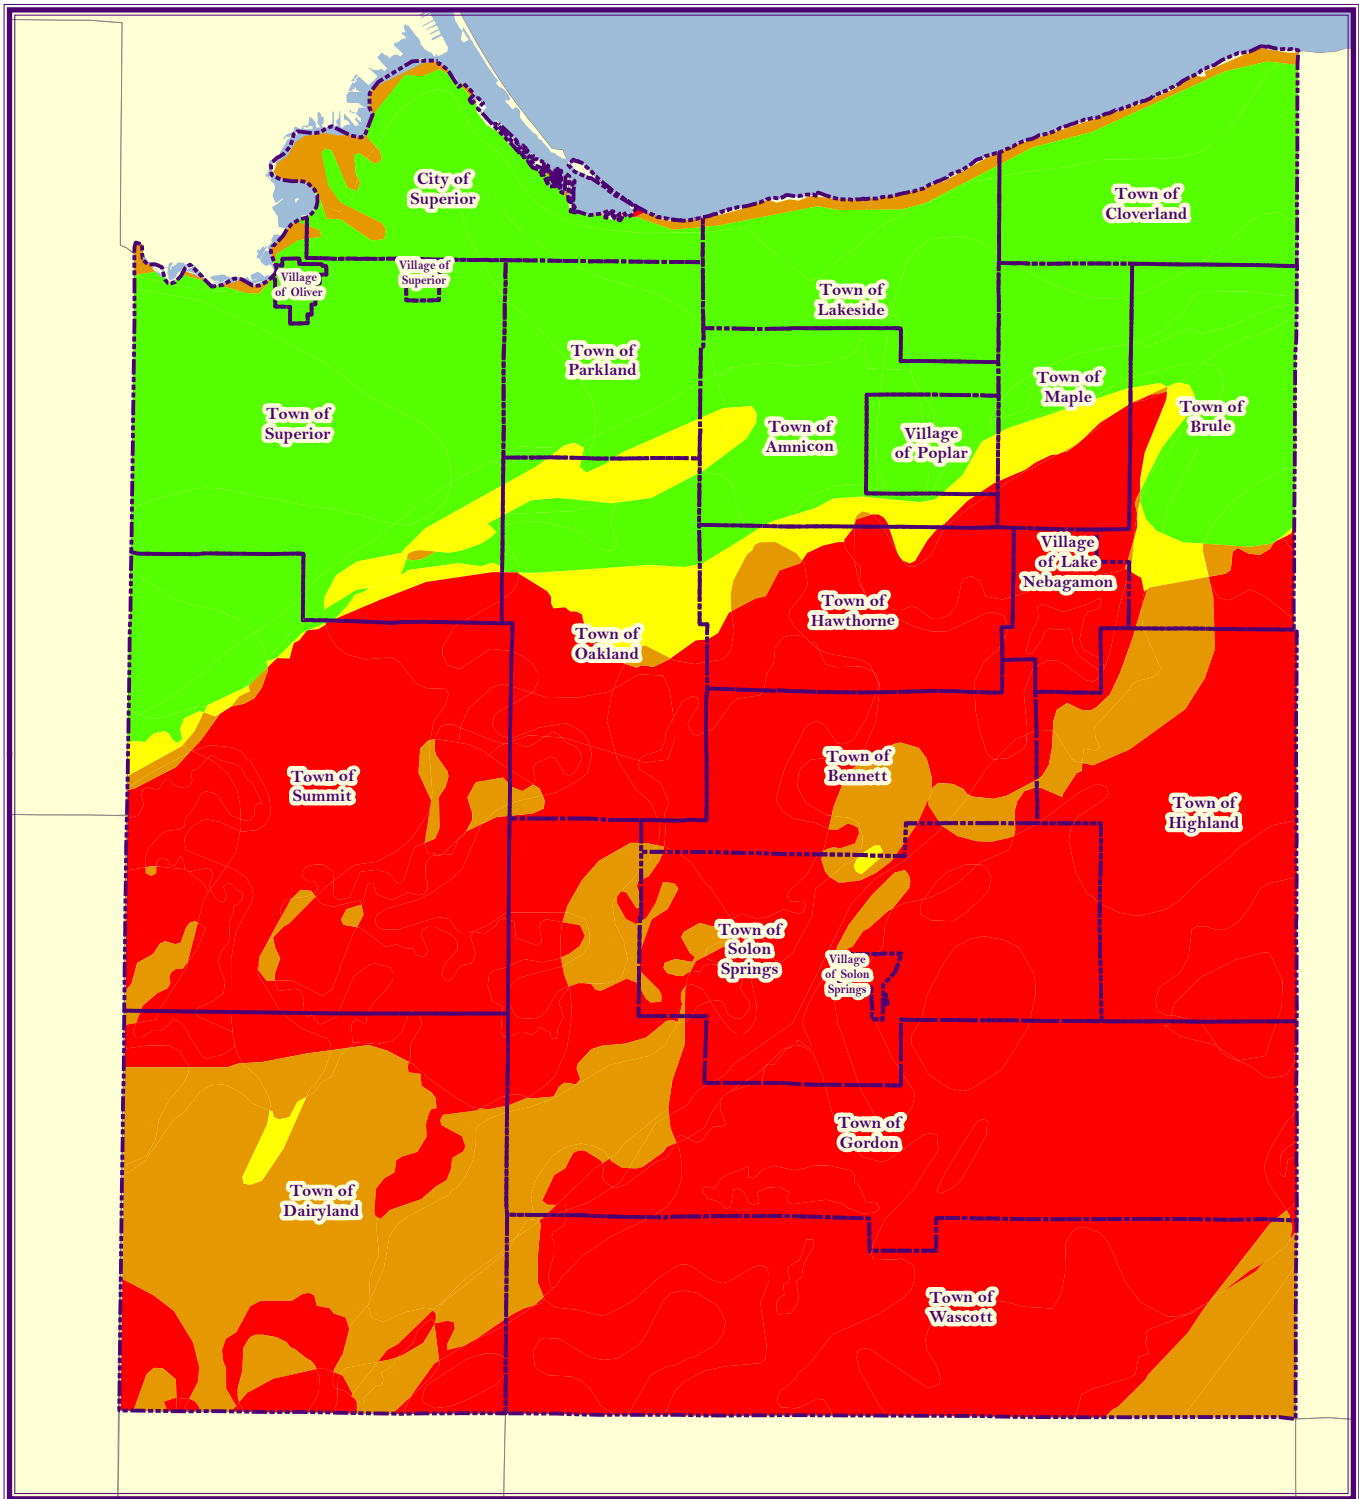 City of
Superior
Town of
Cloverland
Village
of Oliver
Village of
Superior
Town of
Lakeside
Town of
Parkland
Town of
Maple
Town of
Brule
Town of
Superior
Town of
Amnicon
Village
of Poplar
Village
of Lake
Nebagamon
Town of
Hawthorne
Town of
Oakland
Town of
Bennett
Town of
Summit
Town of
Highland
Town of
Solon
Springs
Village
of Solon
Springs
Town of
Gordon
Town of
Dairyland
Town of
Wascott